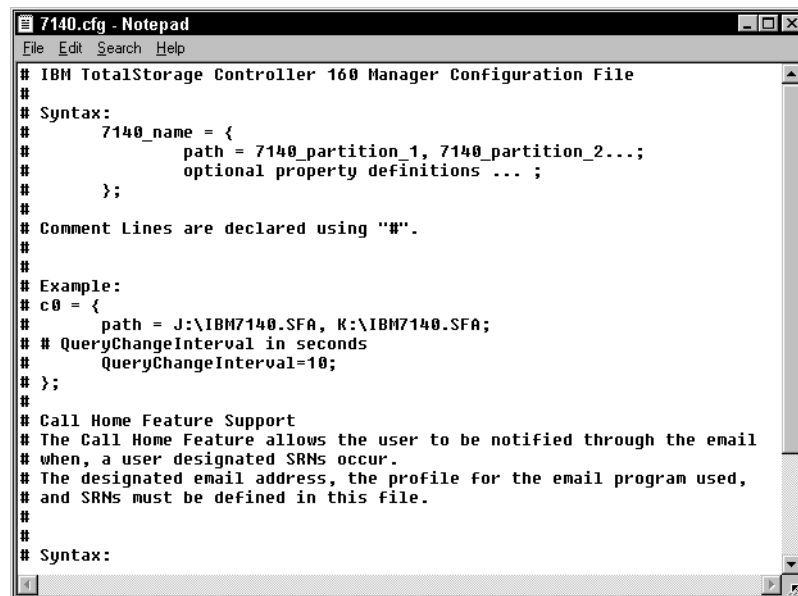 7140.cfg - Notepad
File Edit Search Help
# IBM TotalStorage Controller 160 Manager Configuration File
#
# Syntax:
#       7140_name = {
#               path = 7140_partition_1, 7140_partition_2...;
#               optional property definitions ... ;
#       };
#
# Comment Lines are declared using "#".
#
#
# Example:
# c0 = {
#       path = J:\IBM7140.SFA, K:\IBM7140.SFA;
# # QueryChangeInterval in seconds
#       QueryChangeInterval=10;
# };
#
# Call Home Feature Support
# The Call Home Feature allows the user to be notified through the email
# when, a user designated SRNs occur.
# The designated email address, the profile for the email program used,
# and SRNs must be defined in this file.
#
#
# Syntax: